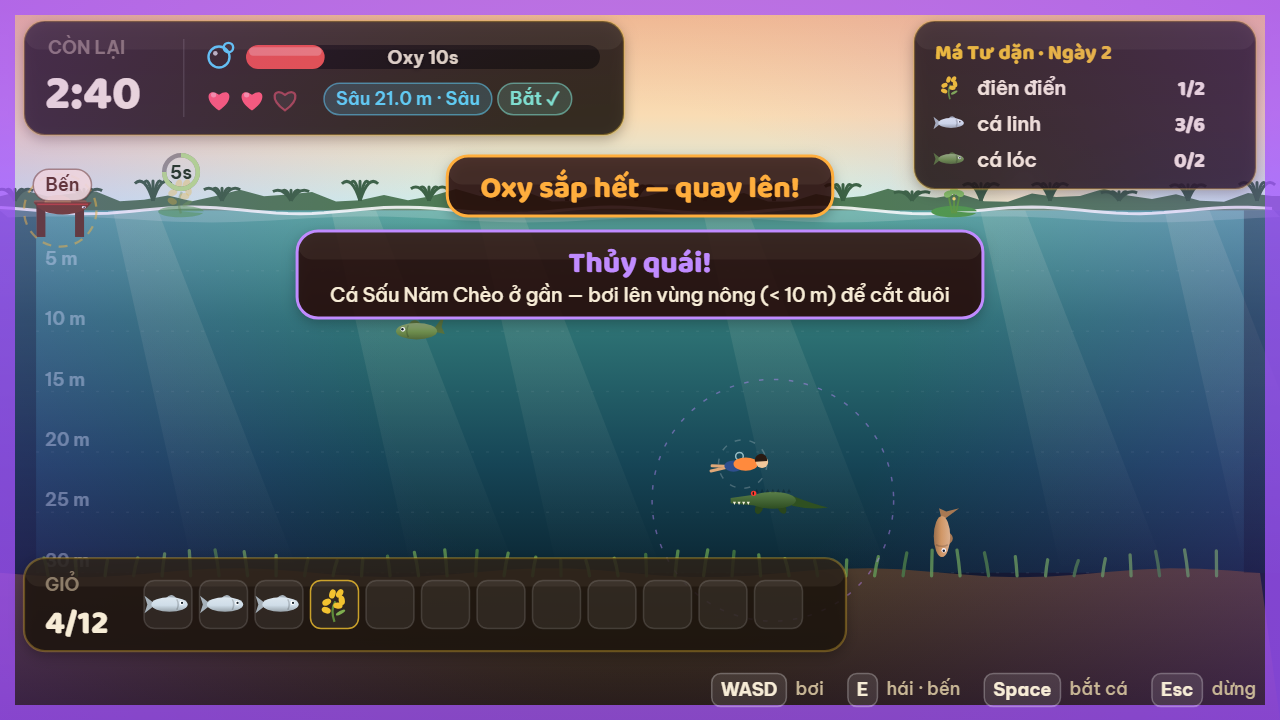 CÒN LẠI
2:40
Oxy 10s
Sâu 21.0 m · Sâu
Bắt ✓
Má Tư dặn · Ngày 2
điên điển 1/2
cá linh 3/6
cá lóc 0/2
Bến
5s
Oxy sắp hết — quay lên!
Thủy quái!
Cá Sấu Năm Chèo ở gần — bơi lên vùng nông (< 10 m) để cắt đuôi
5 m
10 m
15 m
20 m
25 m
30 m
GIỎ
4/12
WASD bơi E hái · bến Space bắt cá Esc dừng